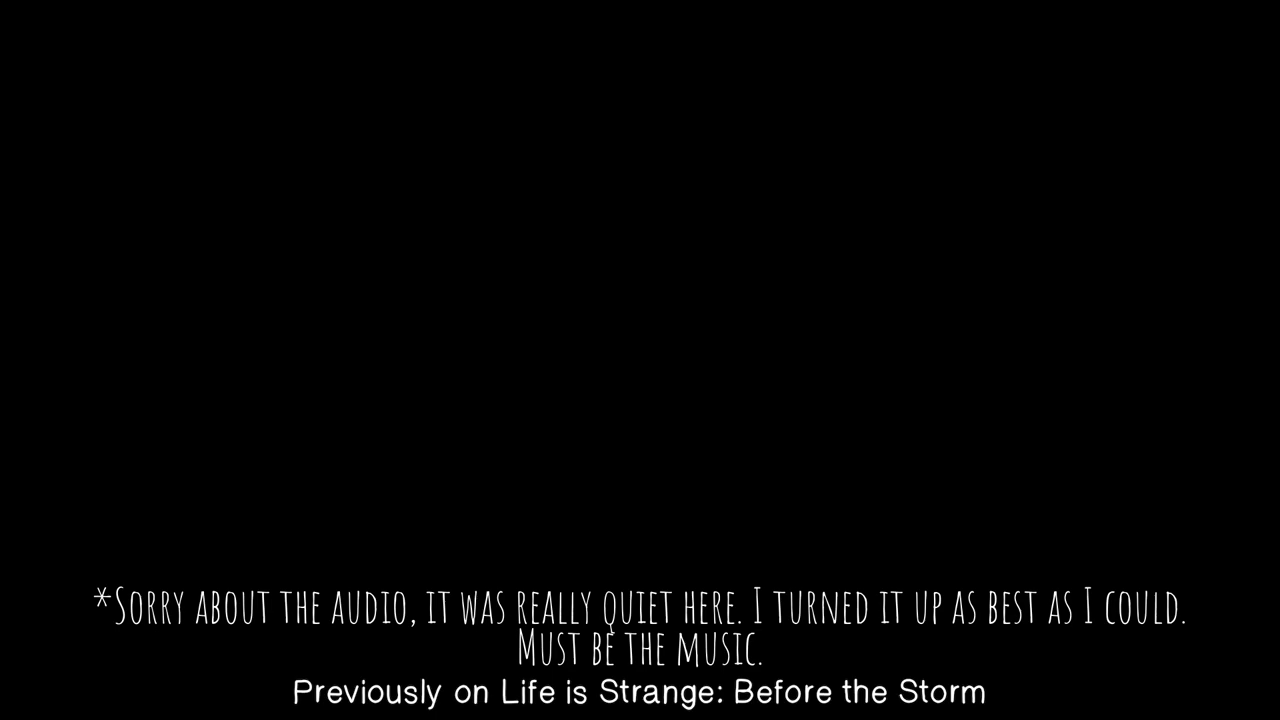 *Sorry about the audio, it was really quiet here. I turned it up as best as I could.
Must be the music.
Previously on Life is Strange: Before the Storm